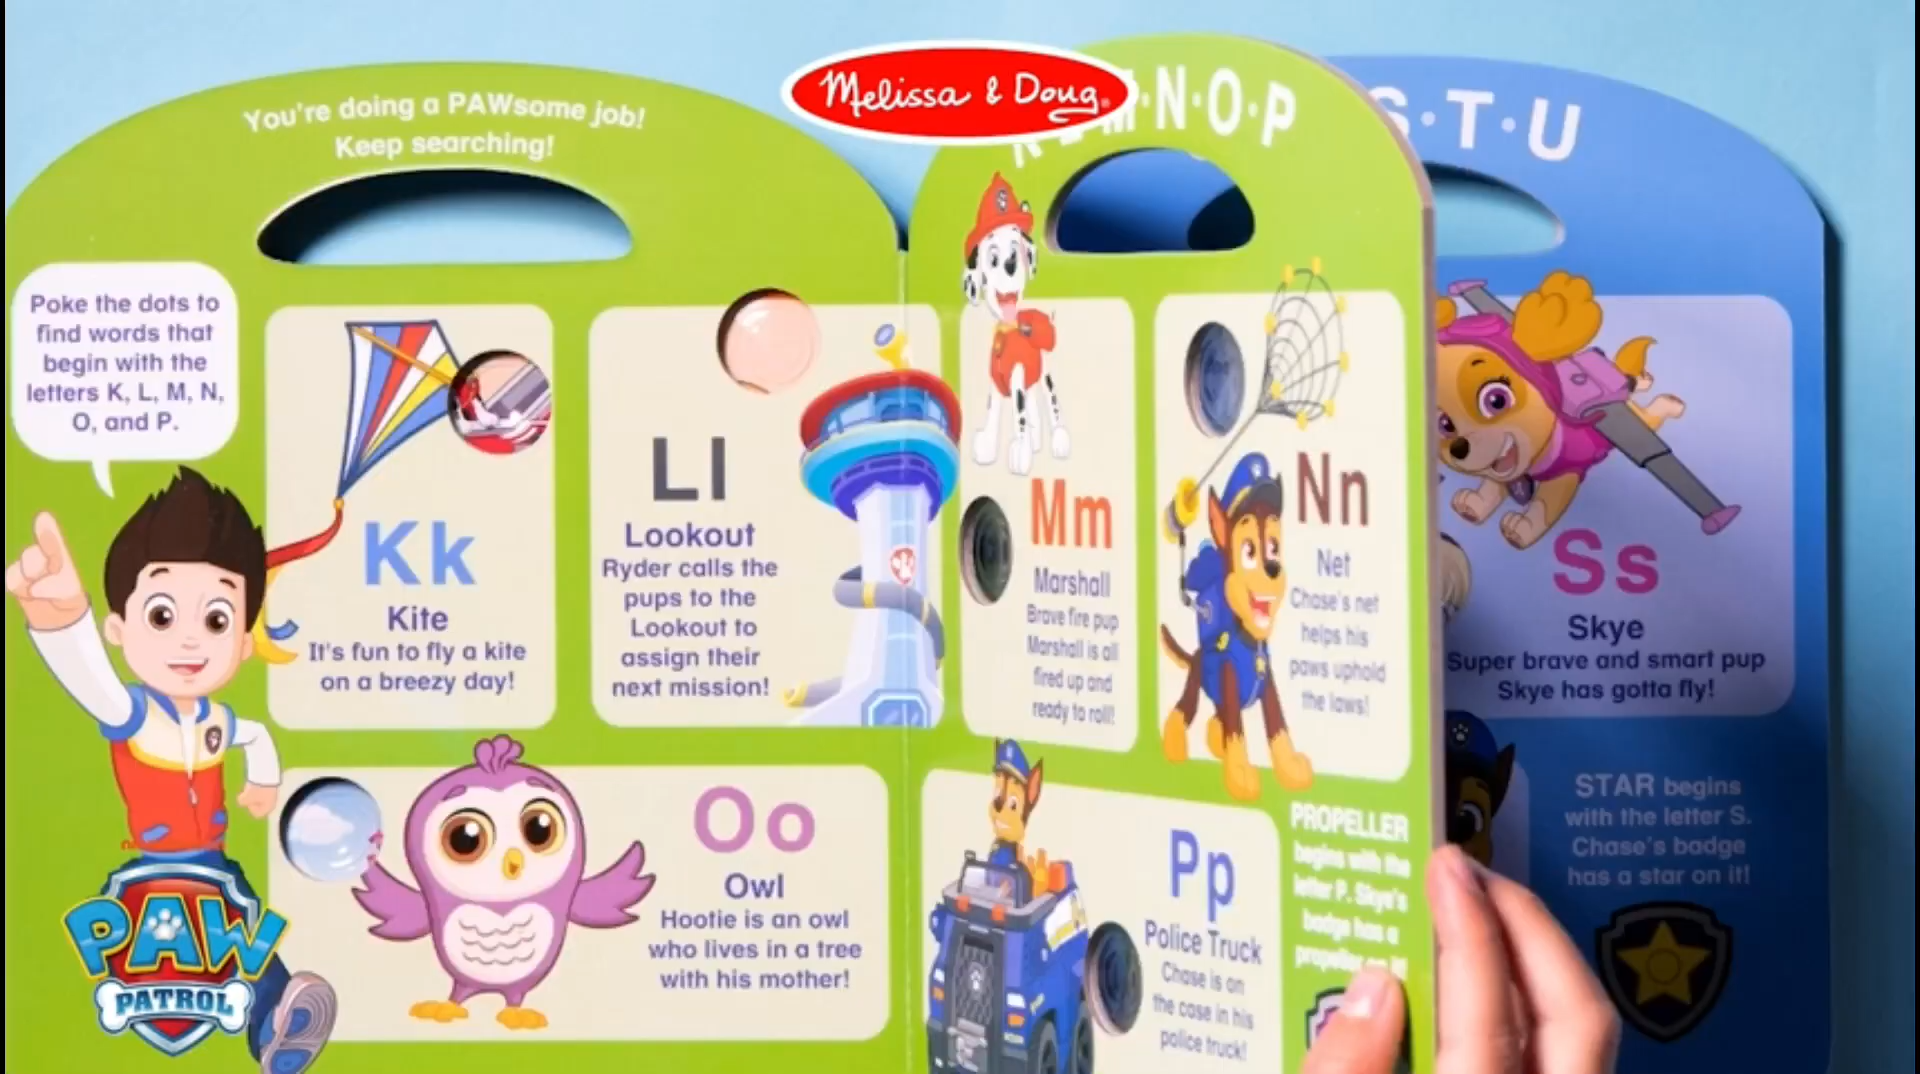 Melissa & Doug
You're doing a PAWsome job!
Keep searching!
N·O·P
S·T·U
Poke the dots to
find words that
begin with the
letters K, L, M, N,
O, and P.
Kk
Kite
It's fun to fly a kite
on a breezy day!
Ll
Lookout
Ryder calls the
pups to the
Lookout to
assign their
next mission!
Mm
Marshall
Brave fire pup
Marshall is all
fired up and
ready to roll!
Nn
Net
Chase's net
helps his
paws uphold
the laws!
Ss
Skye
Super brave and smart pup
Skye has gotta fly!
Oo
Owl
Hootie is an owl
who lives in a tree
with his mother!
Pp
Police Truck
Chase is on
the case in his
police truck!
PROPELLER
begins with the
letter P. Skye's
badge has a
propeller on it!
STAR begins
with the letter S.
Chase's badge
has a star on it!
PAW
PATROL